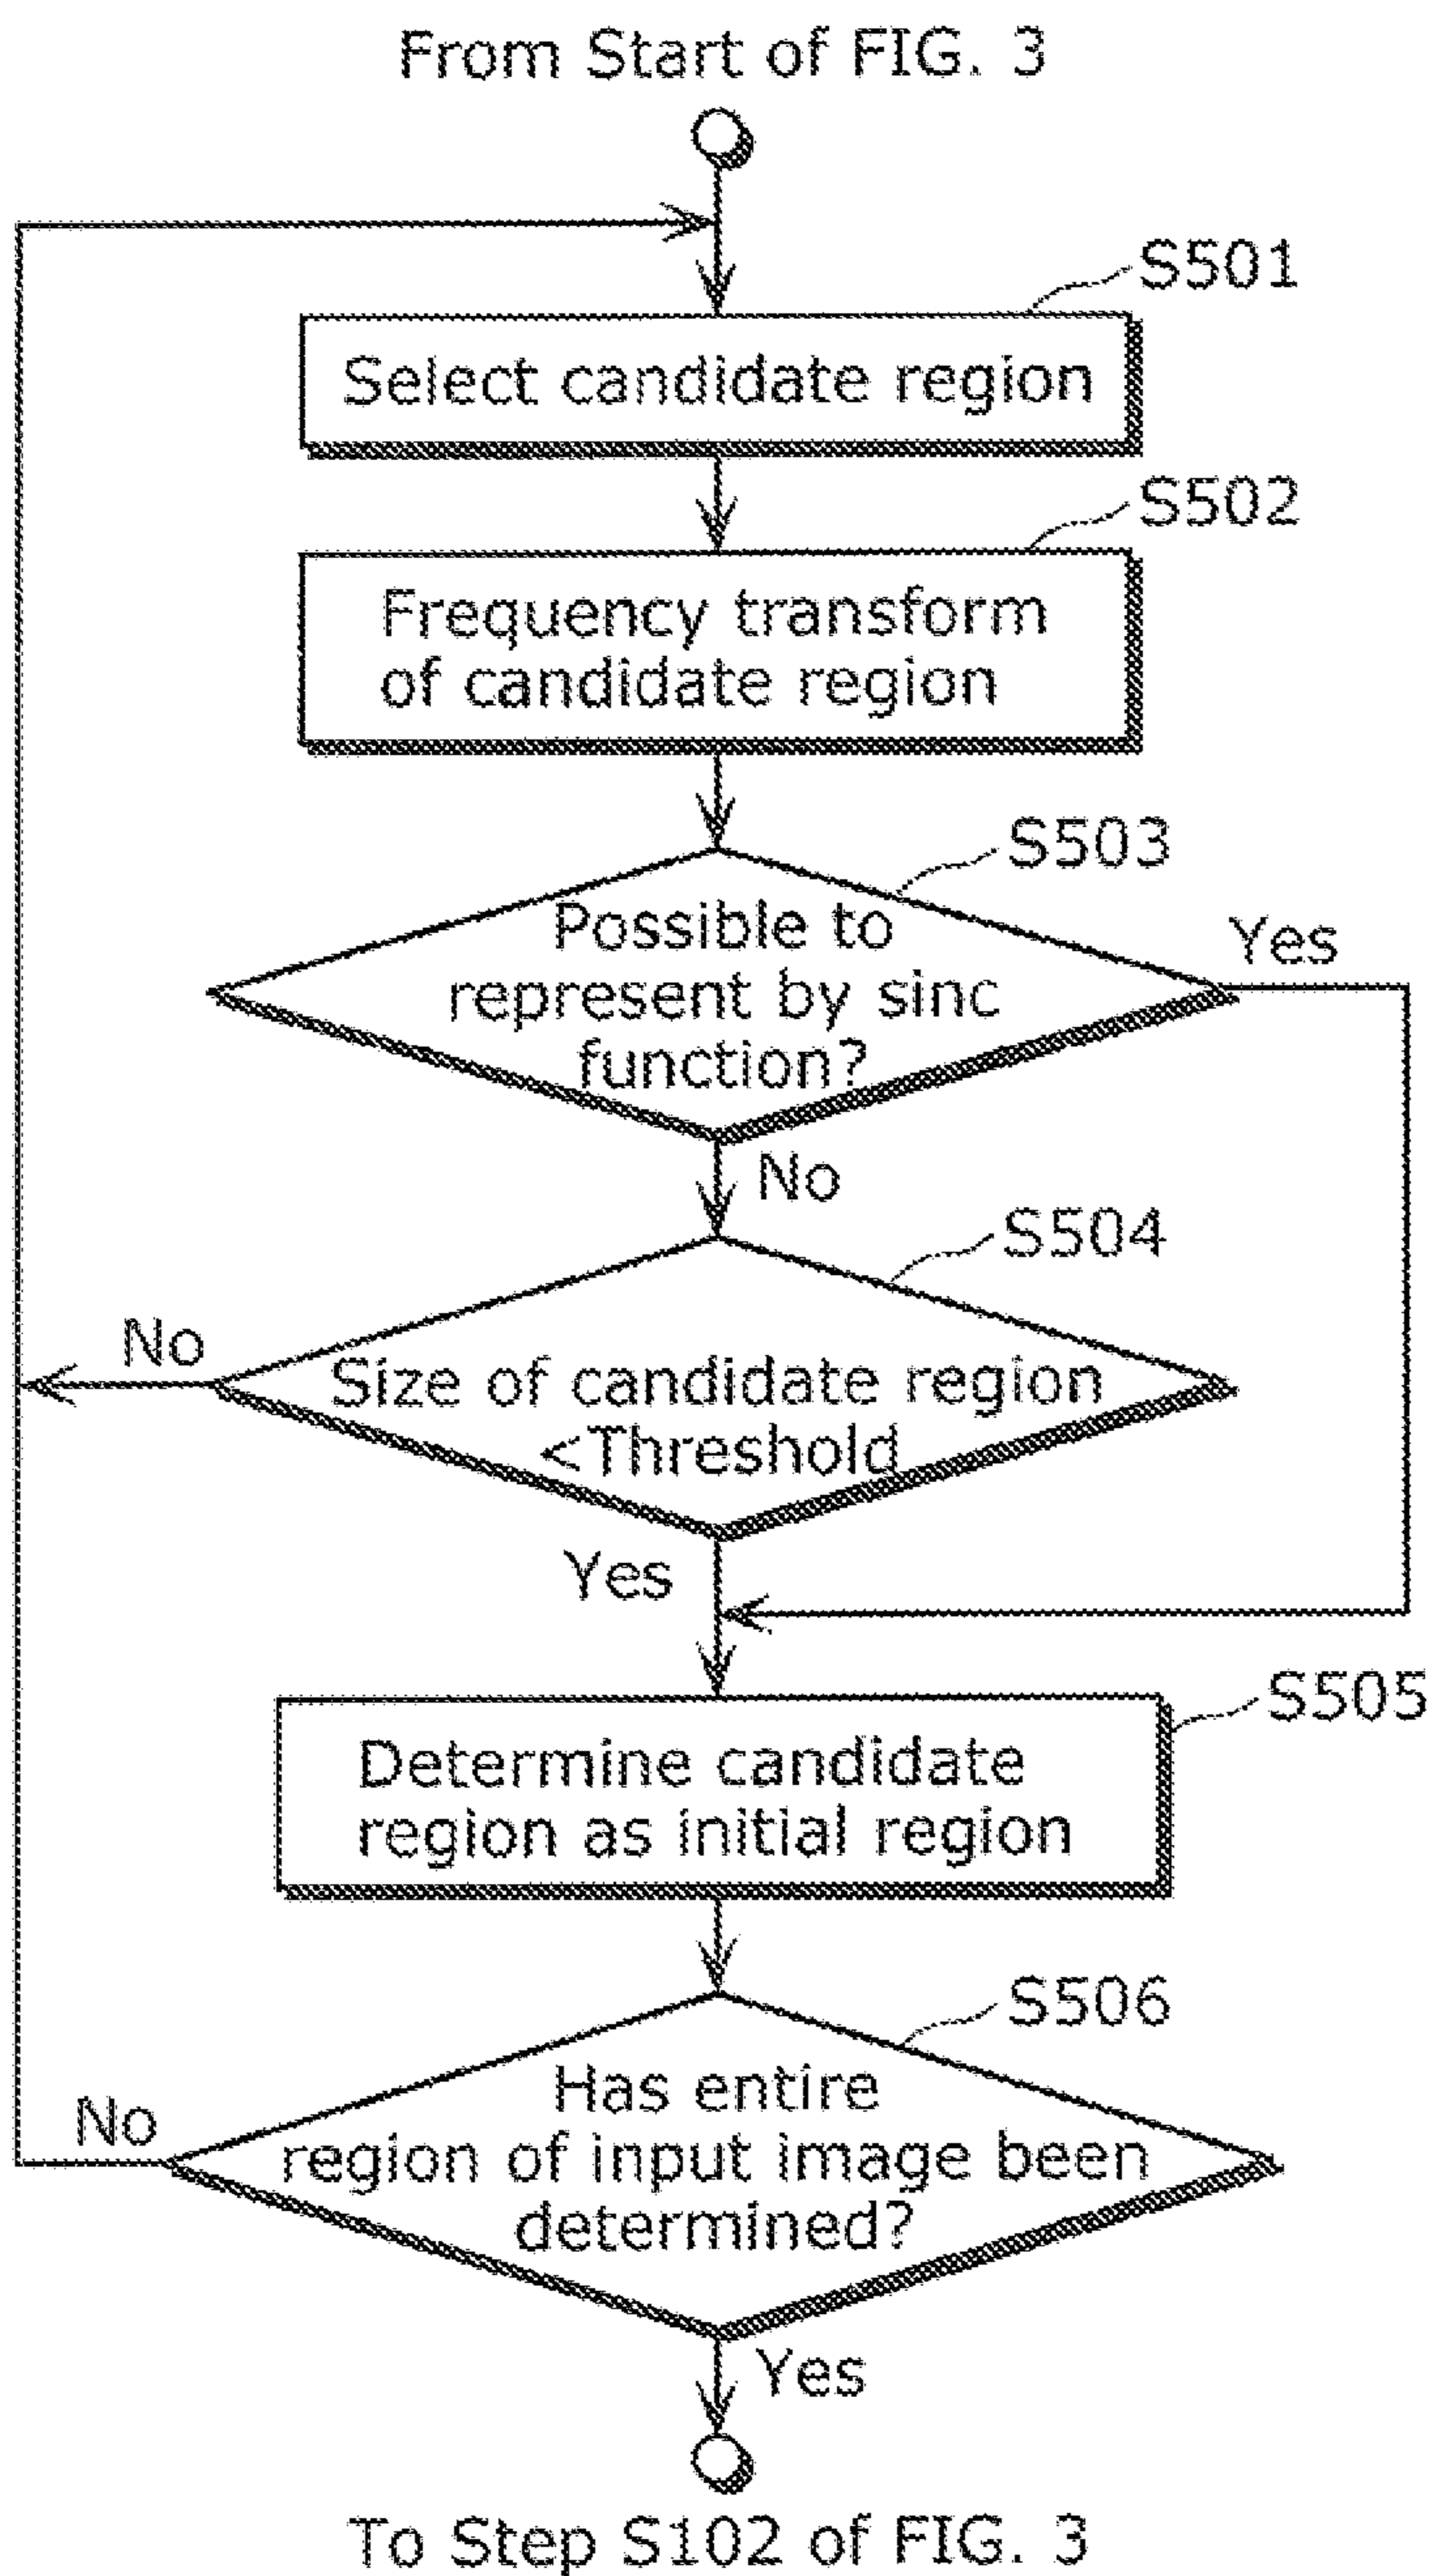 From Start of FIG. 3
S501
Select candidate region
S502
Frequency transform
of candidate region
S503
Possible to
represent by sinc
function?
Yes
No
S504
No
Size of candidate region
<Threshold
Yes
S505
Determine candidate
region as initial region
S506
Has entire
region of input image been
determined?
No
Yes
To Step S102 of FIG. 3